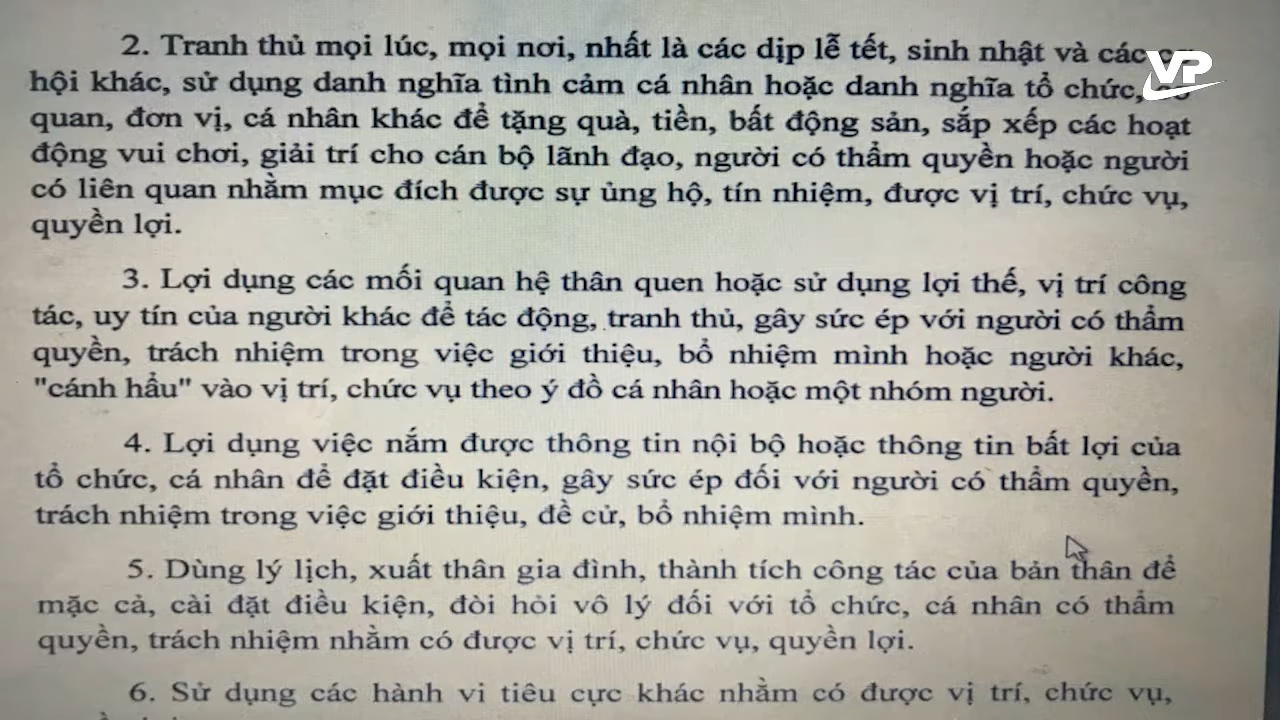 2. Tranh thủ mọi lúc, mọi nơi, nhất là các dịp lễ tết, sinh nhật và các
hội khác, sử dụng danh nghĩa tình cảm cá nhân hoặc danh nghĩa tổ chức,
quan, đơn vị, cá nhân khác để tặng quà, tiền, bất động sản, sắp xếp các hoạt
động vui chơi, giải trí cho cán bộ lãnh đạo, người có thẩm quyền hoặc người
có liên quan nhằm mục đích được sự ủng hộ, tín nhiệm, được vị trí, chức vụ,
quyền lợi.
3. Lợi dụng các mối quan hệ thân quen hoặc sử dụng lợi thế, vị trí công
tác, uy tín của người khác để tác động, tranh thủ, gây sức ép với người có thẩm
quyền, trách nhiệm trong việc giới thiệu, bổ nhiệm mình hoặc người khác,
"cánh hẩu" vào vị trí, chức vụ theo ý đồ cá nhân hoặc một nhóm người.
4. Lợi dụng việc nắm được thông tin nội bộ hoặc thông tin bất lợi của
tổ chức, cá nhân để đặt điều kiện, gây sức ép đối với người có thẩm quyền,
trách nhiệm trong việc giới thiệu, đề cử, bổ nhiệm mình.
5. Dùng lý lịch, xuất thân gia đình, thành tích công tác của bản thân để
mặc cả, cài đặt điều kiện, đòi hỏi vô lý đối với tổ chức, cá nhân có thẩm
quyền, trách nhiệm nhằm có được vị trí, chức vụ, quyền lợi.
6. Sử dụng các hành vi tiêu cực khác nhằm có được vị trí, chức vụ,
VP